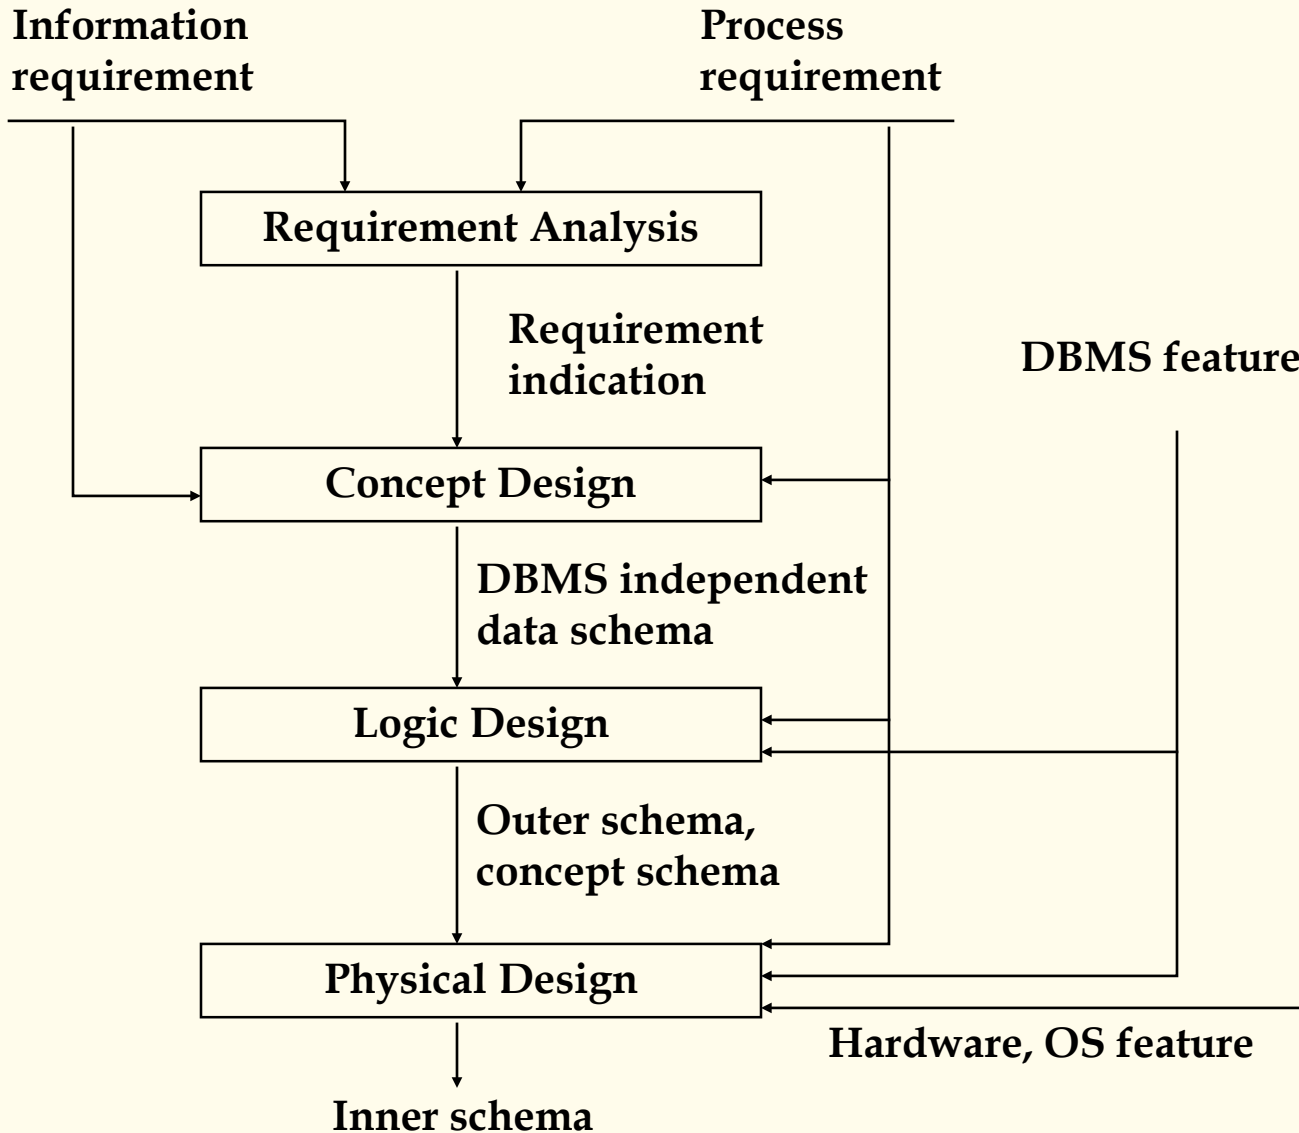 Information
requirement
Process
requirement
Requirement Analysis
Requirement
indication
DBMS feature
Concept Design
DBMS independent
data schema
Logic Design
Outer schema,
concept schema
Physical Design
Hardware, OS feature
Inner schema